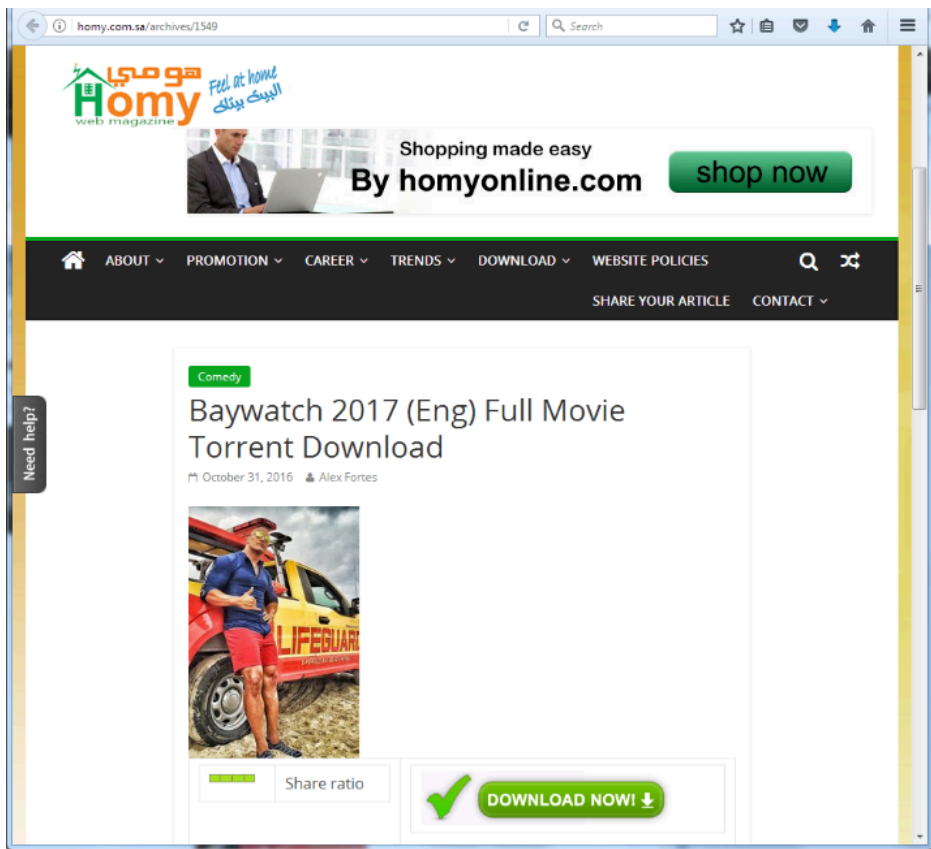 homy.com.sa/archives/1549
Search
هو مي
Homy
web magazine
Feel at home
البيت بيتك
Shopping made easy
By homyonline.com
shop now
ABOUT
PROMOTION
CAREER
TRENDS
DOWNLOAD
WEBSITE POLICIES
SHARE YOUR ARTICLE
CONTACT
Need help?
Comedy
Baywatch 2017 (Eng) Full Movie
Torrent Download
October 31, 2016
Alex Fortes
LIFEGUARD
Share ratio
DOWNLOAD NOW!